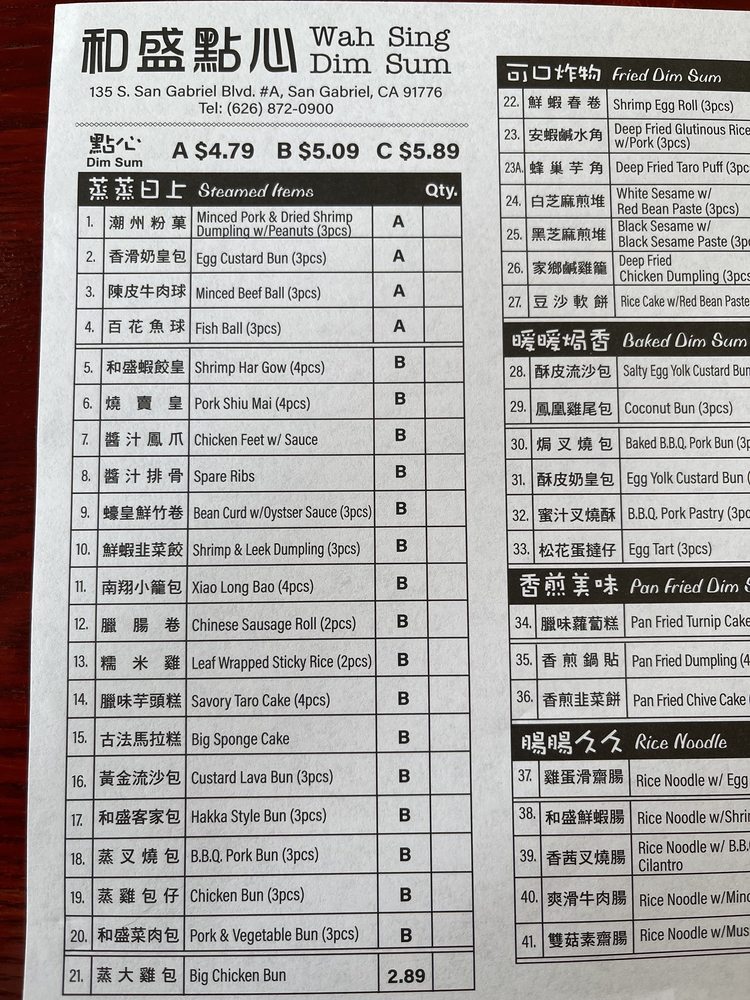 和盛點心 Wah Sing Dim Sum
135 S. San Gabriel Blvd. #A, San Gabriel, CA 91776
Tel: (626) 872-0900
點心 Dim Sum A $4.79 B $5.09 C $5.89
蒸蒸日上 Steamed Items Qty.
1. 潮州粉菓 Minced Pork & Dried Shrimp Dumpling w/Peanuts (3pcs) A
2. 香滑奶皇包 Egg Custard Bun (3pcs) A
3. 陳皮牛肉球 Minced Beef Ball (3pcs) A
4. 百花魚球 Fish Ball (3pcs) A
5. 和盛蝦餃皇 Shrimp Har Gow (4pcs) B
6. 燒賣皇 Pork Shiu Mai (4pcs) B
7. 醬汁鳳爪 Chicken Feet w/ Sauce B
8. 醬汁排骨 Spare Ribs B
9. 蠔皇鮮竹卷 Bean Curd w/Oystser Sauce (3pcs) B
10. 鮮蝦韭菜餃 Shrimp & Leek Dumpling (3pcs) B
11. 南翔小籠包 Xiao Long Bao (4pcs) B
12. 臘腸卷 Chinese Sausage Roll (2pcs) B
13. 糯米雞 Leaf Wrapped Sticky Rice (2pcs) B
14. 臘味芋頭糕 Savory Taro Cake (4pcs) B
15. 古法馬拉糕 Big Sponge Cake B
16. 黃金流沙包 Custard Lava Bun (3pcs) B
17. 和盛客家包 Hakka Style Bun (3pcs) B
18. 蒸叉燒包 B.B.Q. Pork Bun (3pcs) B
19. 蒸雞包仔 Chicken Bun (3pcs) B
20. 和盛菜肉包 Pork & Vegetable Bun (3pcs) B
21. 蒸大雞包 Big Chicken Bun 2.89
可口炸物 Fried Dim Sum
22. 鮮蝦春卷 Shrimp Egg Roll (3pcs)
23. 安蝦鹹水角 Deep Fried Glutinous Rice w/Pork (3pcs)
23A. 蜂巢芋角 Deep Fried Taro Puff (3pc
24. 白芝麻煎堆 White Sesame w/ Red Bean Paste (3pcs)
25. 黑芝麻煎堆 Black Sesame w/ Black Sesame Paste (3pc
26. 家鄉鹹雞籠 Deep Fried Chicken Dumpling (3pcs
27. 豆沙軟餅 Rice Cake w/Red Bean Paste
暖暖焗香 Baked Dim Sum
28. 酥皮流沙包 Salty Egg Yolk Custard Bun
29. 鳳凰雞尾包 Coconut Bun (3pcs)
30. 焗叉燒包 Baked B.B.Q. Pork Bun (3p
31. 酥皮奶皇包 Egg Yolk Custard Bun (
32. 蜜汁叉燒酥 B.B.Q. Pork Pastry (3pc
33. 松花蛋撻仔 Egg Tart (3pcs)
香煎美味 Pan Fried Dim S
34. 臘味蘿蔔糕 Pan Fried Turnip Cake
35. 香煎鍋貼 Pan Fried Dumpling (4
36. 香煎韭菜餅 Pan Fried Chive Cake
腸腸久久 Rice Noodle
37. 雞蛋滑齋腸 Rice Noodle w/ Egg
38. 和盛鮮蝦腸 Rice Noodle w/Shri
39. 香茜叉燒腸 Rice Noodle w/ B.B. Cilantro
40. 爽滑牛肉腸 Rice Noodle w/Minc
41. 雙菇素齋腸 Rice Noodle w/Mus